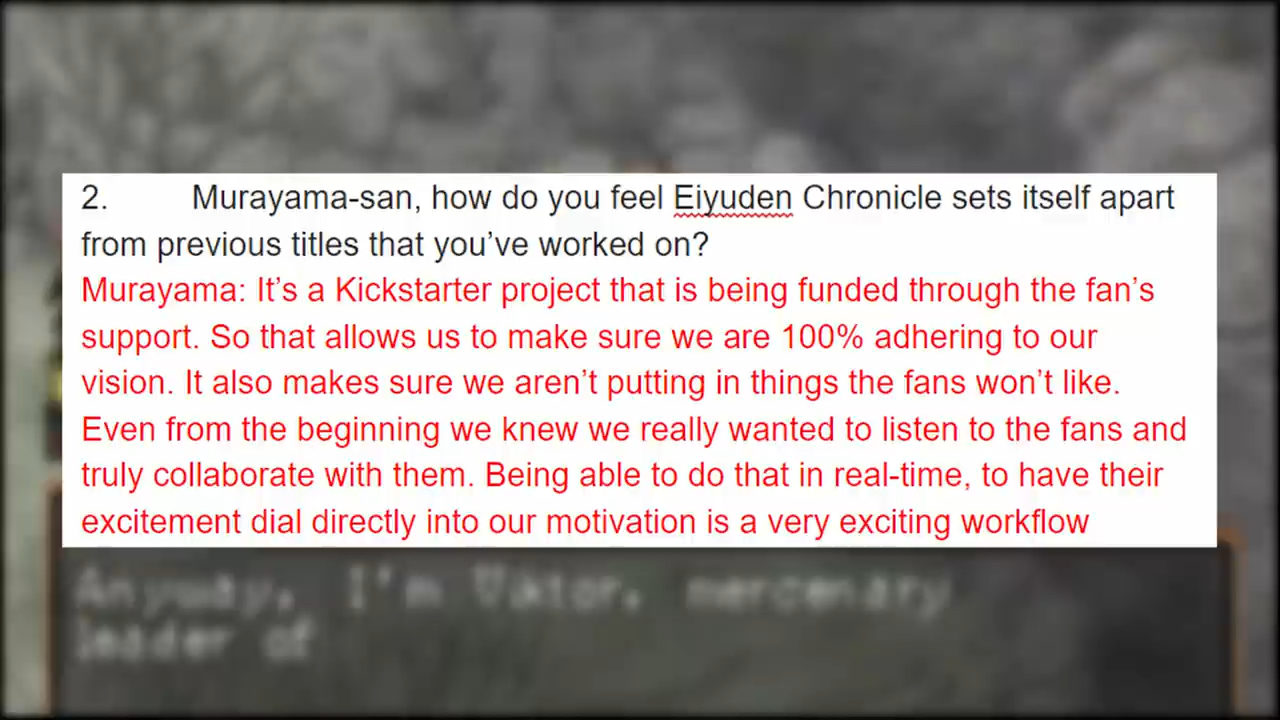 2. Murayama-san, how do you feel Eiyuden Chronicle sets itself apart
from previous titles that you’ve worked on?
Murayama: It’s a Kickstarter project that is being funded through the fan’s
support. So that allows us to make sure we are 100% adhering to our
vision. It also makes sure we aren’t putting in things the fans won’t like.
Even from the beginning we knew we really wanted to listen to the fans and
truly collaborate with them. Being able to do that in real-time, to have their
excitement dial directly into our motivation is a very exciting workflow
Anyway, I'm Viktor, mercenary
leader of